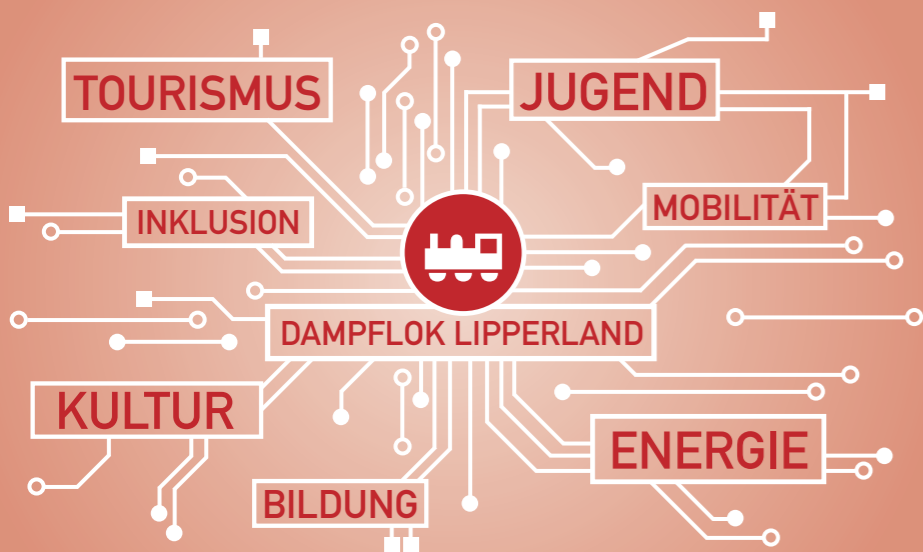 TOURISMUS
JUGEND
INKLUSION
MOBILITÄT
DAMPFLOK LIPPERLAND
KULTUR
ENERGIE
BILDUNG